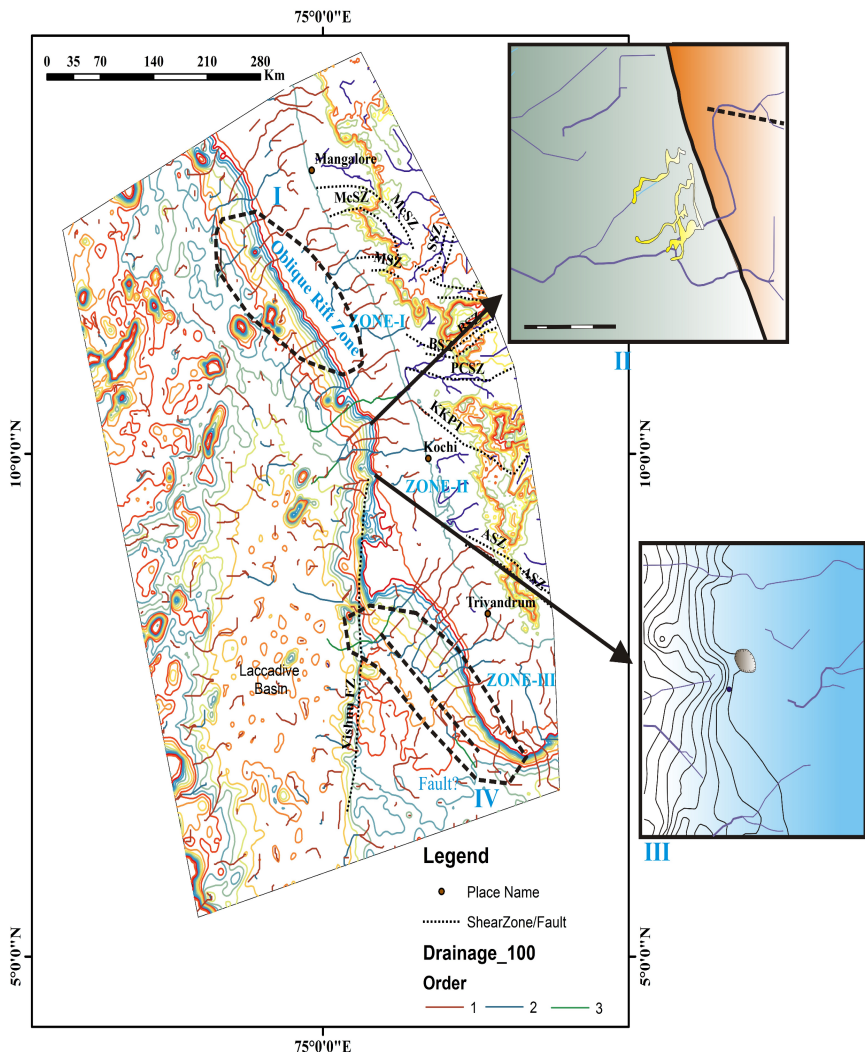 75°0'0"E
0 35 70 140 210 280
Km
Mangalore
I
McSZ
McSZ
MSZ
Oblique Rift Zone
ZONE-I
II
BSZ
PCSZ
KKPT
10°0'0"N
10°0'0"N
Kochi
ZONE-II
ASZ
ASZ
Trivandrum
Laccadive
Basin
ZONE-III
Vishnu FZ
Fault?
IV
III
Legend
Place Name
ShearZone/Fault
Drainage_100
Order
1 2 3
5°0'0"N
5°0'0"N
75°0'0"E